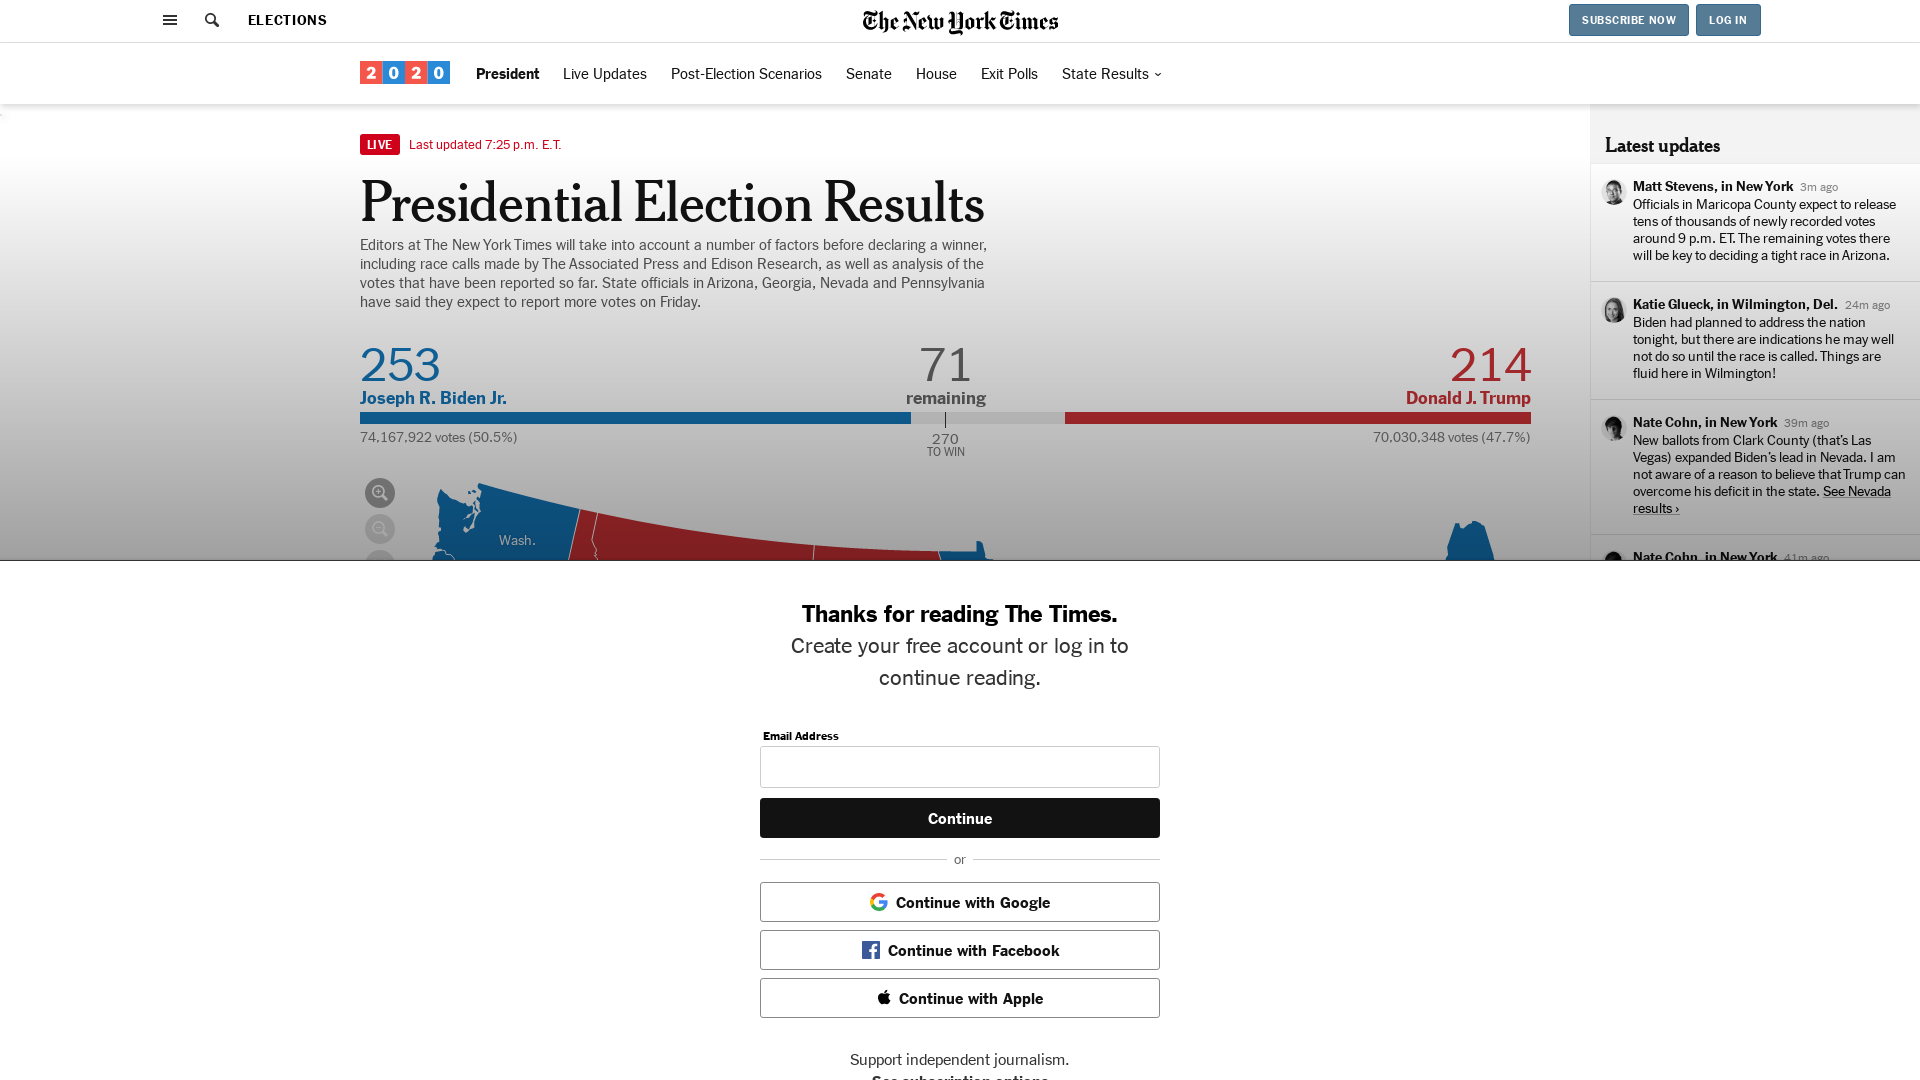 ELECTIONS
The New York Times
SUBSCRIBE NOW
LOG IN
2020
President
Live Updates
Post-Election Scenarios
Senate
House
Exit Polls
State Results
LIVE
Last updated 7:25 p.m. E.T.
Presidential Election Results
Editors at The New York Times will take into account a number of factors before declaring a winner,
including race calls made by The Associated Press and Edison Research, as well as analysis of the
votes that have been reported so far. State officials in Arizona, Georgia, Nevada and Pennsylvania
have said they expect to report more votes on Friday.
253
Joseph R. Biden Jr.
74,167,922 votes (50.5%)
71
remaining
270
TO WIN
214
Donald J. Trump
70,030,348 votes (47.7%)
Wash.
Latest updates
Matt Stevens, in New York 3m ago
Officials in Maricopa County expect to release
tens of thousands of newly recorded votes
around 9 p.m. ET. The remaining votes there
will be key to deciding a tight race in Arizona.
Katie Glueck, in Wilmington, Del. 24m ago
Biden had planned to address the nation
tonight, but there are indications he may well
not do so until the race is called. Things are
fluid here in Wilmington!
Nate Cohn, in New York 39m ago
New ballots from Clark County (that's Las
Vegas) expanded Biden's lead in Nevada. I am
not aware of a reason to believe that Trump can
overcome his deficit in the state. See Nevada
results ›
Nate Cohn, in New York 41m ago
Thanks for reading The Times.
Create your free account or log in to
continue reading.
Email Address
Continue
or
Continue with Google
Continue with Facebook
Continue with Apple
Support independent journalism.
See subscription options